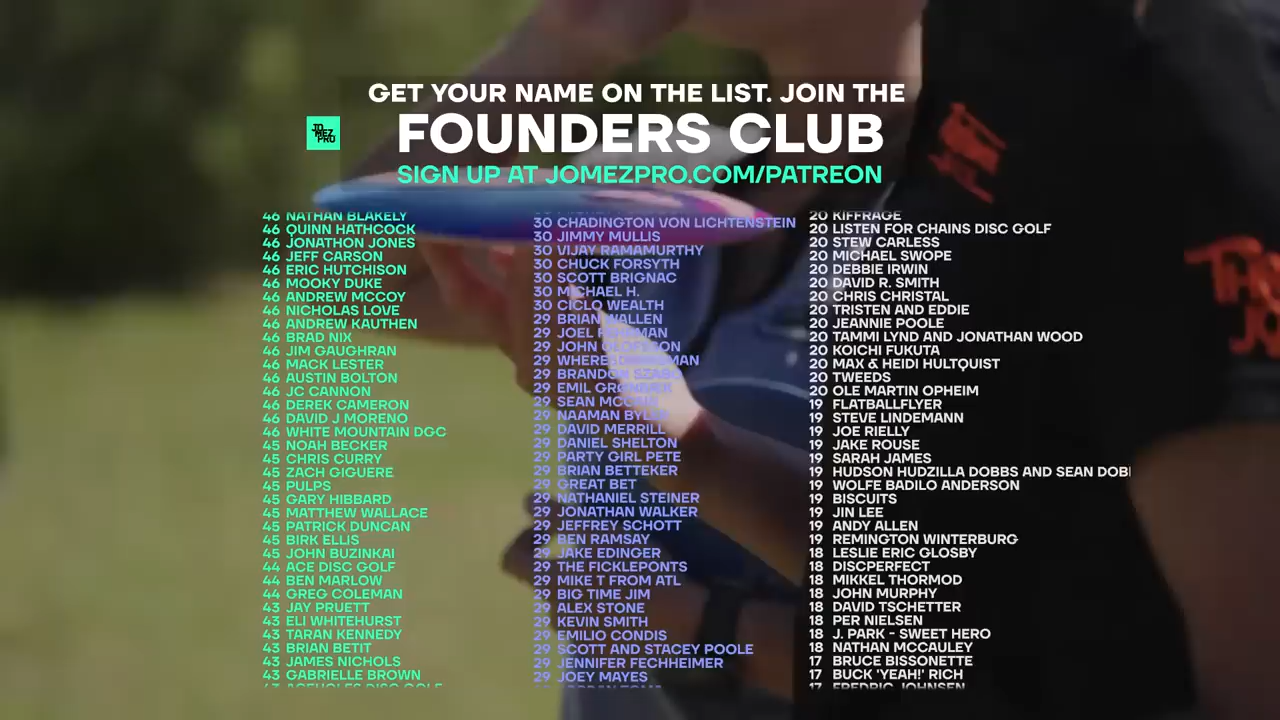 GET YOUR NAME ON THE LIST. JOIN THE
FOUNDERS CLUB
JOMEZ PRO
SIGN UP AT JOMEZPRO.COM/PATREON
46 NATHAN BLAKELY
46 QUINN HATHCOCK
46 JONATHON JONES
46 JEFF CARSON
46 ERIC HUTCHISON
46 MOOKY DUKE
46 ANDREW MCCOY
46 NICHOLAS LOVE
46 ANDREW KAUTHEN
46 BRAD NIX
46 JIM GAUGHRAN
46 MACK LESTER
46 AUSTIN BOLTON
46 JC CANNON
46 DEREK CAMERON
46 DAVID J MORENO
46 WHITE MOUNTAIN DGC
45 NOAH BECKER
45 CHRIS CURRY
45 ZACH GIGUERE
45 PULPS
45 GARY HIBBARD
45 MATTHEW WALLACE
45 PATRICK DUNCAN
45 BIRK ELLIS
45 JOHN BUZINKAI
44 ACE DISC GOLF
44 BEN MARLOW
44 GREG COLEMAN
43 JAY PRUETT
43 ELI WHITEHURST
43 TARAN KENNEDY
43 BRIAN BETIT
43 JAMES NICHOLS
43 GABRIELLE BROWN
43 ACEHOLES DISC GOLF
30 CHADINGTON VON LICHTENSTEIN
30 JIMMY MULLIS
30 VIJAY RAMAMURTHY
30 CHUCK FORSYTH
30 SCOTT BRIGNAC
30 MICHAEL H.
30 CICLO WEALTH
29 BRIAN WALLEN
29 JOEL
29 JOHN
29
29 BRANDON SZABO
29 EMIL
29 SEAN
29 NAAMAN
29 DAVID MERRILL
29 DANIEL SHELTON
29 PARTY GIRL PETE
29 BRIAN BETTEKER
29 GREAT BET
29 NATHANIEL STEINER
29 JONATHAN WALKER
29 JEFFREY SCHOTT
29 BEN RAMSAY
29 JAKE EDINGER
29 THE FICKLEPONTS
29 MIKE T FROM ATL
29 BIG TIME JIM
29 ALEX STONE
29 KEVIN SMITH
29 EMILIO CONDIS
29 SCOTT AND STACEY POOLE
29 JENNIFER FECHHEIMER
29 JOEY MAYES
20 KIFFRAGE
20 LISTEN FOR CHAINS DISC GOLF
20 STEW CARLESS
20 MICHAEL SWOPE
20 DEBBIE IRWIN
20 DAVID R. SMITH
20 CHRIS CHRISTAL
20 TRISTEN AND EDDIE
20 JEANNIE POOLE
20 TAMMI LYND AND JONATHAN WOOD
20 KOICHI FUKUTA
20 MAX & HEIDI HULTQUIST
20 TWEEDS
20 OLE MARTIN OPHEIM
19 FLATBALLFLYER
19 STEVE LINDEMANN
19 JOE RIELLY
19 JAKE ROUSE
19 SARAH JAMES
19 HUDSON HUDZILLA DOBBS AND SEAN
19 WOLFE BADILO ANDERSON
19 BISCUITS
19 JIN LEE
19 ANDY ALLEN
19 REMINGTON WINTERBURG
18 LESLIE ERIC GLOSBY
18 DISCPERFECT
18 MIKKEL THORMOD
18 JOHN MURPHY
18 DAVID TSCHETTER
18 PER NIELSEN
18 J. PARK - SWEET HERO
18 NATHAN MCCAULEY
17 BRUCE BISSONETTE
17 BUCK 'YEAH!' RICH
17 FREDRIC JOHNSEN